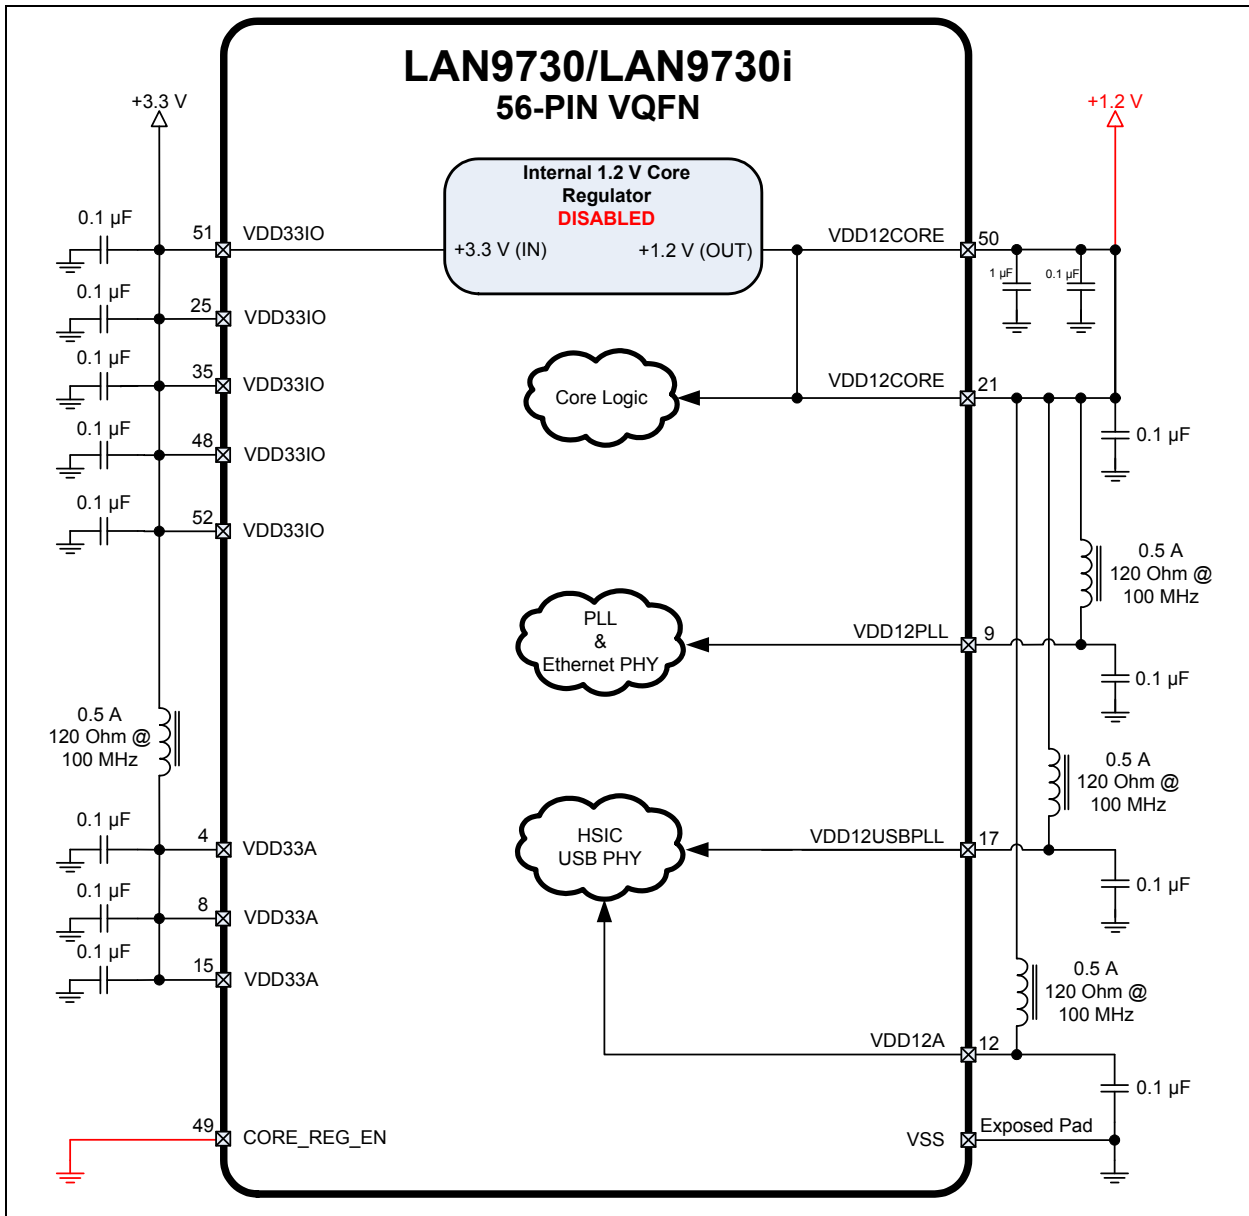 LAN9730/LAN9730i
56-PIN VQFN
+3.3 V
+1.2 V
Internal 1.2 V Core
Regulator
DISABLED
+3.3 V (IN)
+1.2 V (OUT)
0.1 µF
51
VDD33IO
VDD12CORE
50
1 µF
0.1 µF
0.1 µF
25
VDD33IO
0.1 µF
35
VDD33IO
Core Logic
VDD12CORE
21
0.1 µF
0.1 µF
48
VDD33IO
0.1 µF
52
VDD33IO
0.5 A
120 Ohm @
100 MHz
PLL
&
Ethernet PHY
VDD12PLL
9
0.1 µF
0.5 A
120 Ohm @
100 MHz
0.5 A
120 Ohm @
100 MHz
0.1 µF
4
VDD33A
HSIC
USB PHY
VDD12USBPLL
17
0.1 µF
0.1 µF
8
VDD33A
0.1 µF
15
VDD33A
0.5 A
120 Ohm @
100 MHz
VDD12A
12
0.1 µF
49
CORE_REG_EN
VSS
Exposed Pad